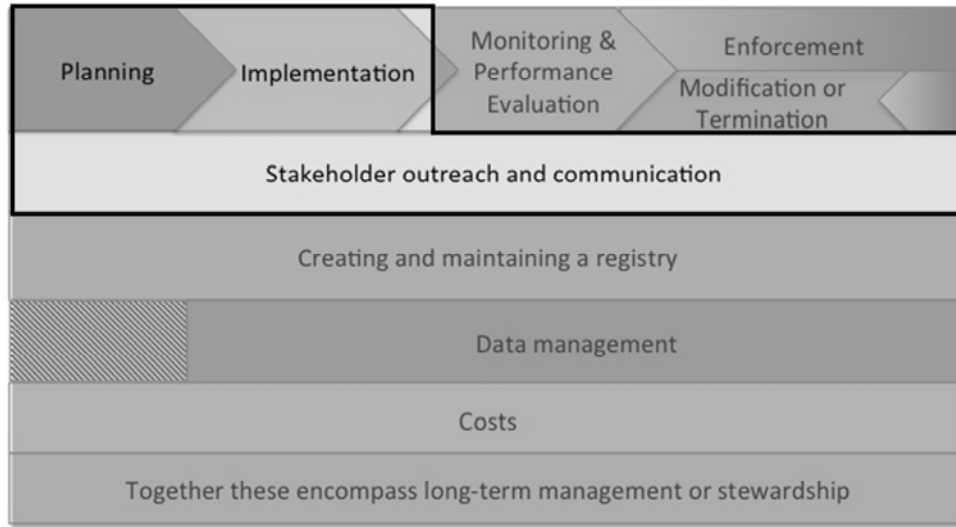 Planning
Implementation
Monitoring &
Performance
Evaluation
Enforcement
Modification or
Termination
Stakeholder outreach and communication
Creating and maintaining a registry
Data management
Costs
Together these encompass long-term management or stewardship